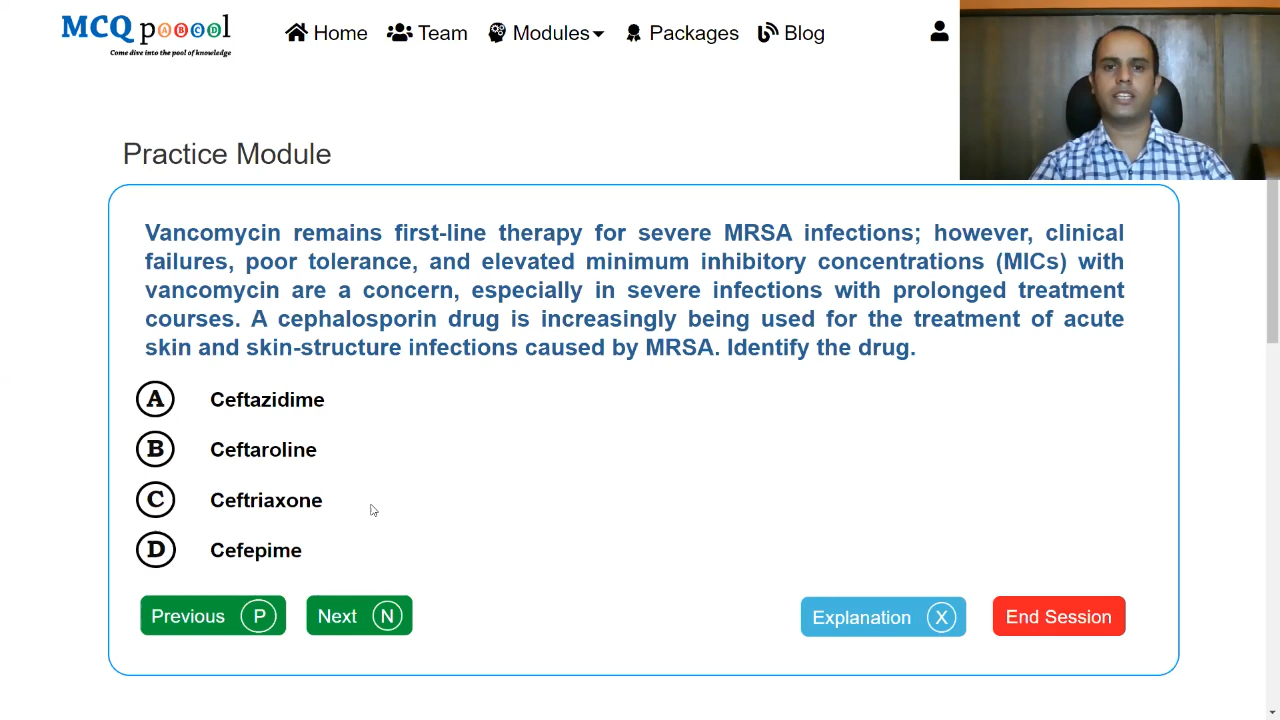 MCQ pooool
A B C D
Come dive into the pool of knowledge
Home Team Modules Packages Blog
Practice Module
Vancomycin remains first-line therapy for severe MRSA infections; however, clinical
failures, poor tolerance, and elevated minimum inhibitory concentrations (MICs) with
vancomycin are a concern, especially in severe infections with prolonged treatment
courses. A cephalosporin drug is increasingly being used for the treatment of acute
skin and skin-structure infections caused by MRSA. Identify the drug.
A Ceftazidime
B Ceftaroline
C Ceftriaxone
D Cefepime
Previous P Next N Explanation X End Session